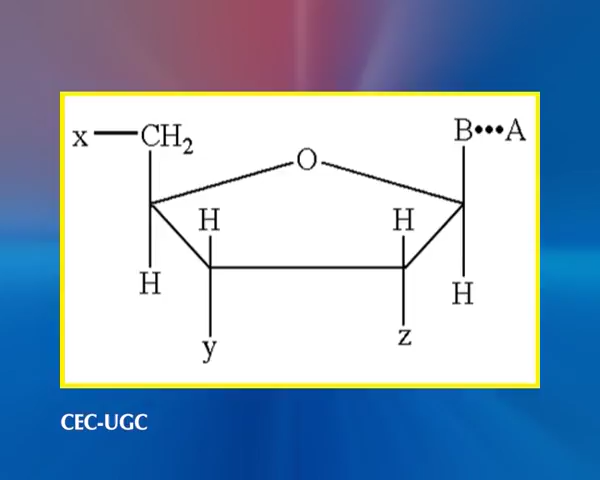 x—CH₂ B•••A
O
H H
H H
y z
CEC-UGC